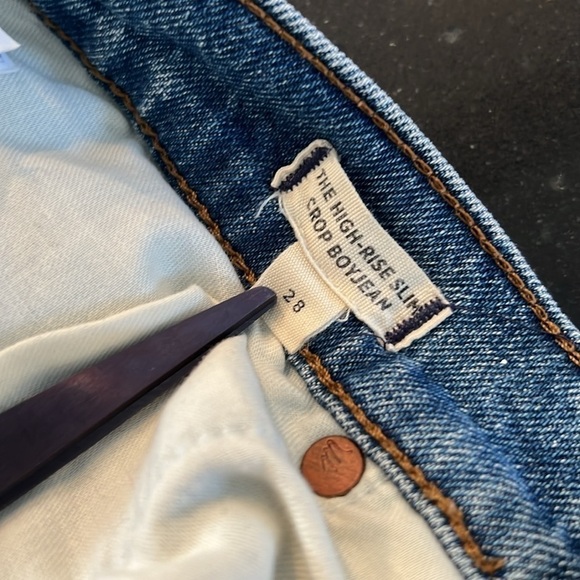 THE HIGH-RISE SLIM
CROP BOYJEAN
28